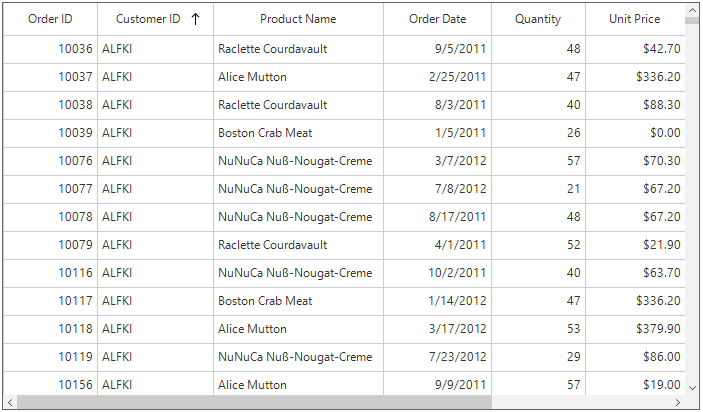 Order ID Customer ID Product Name Order Date Quantity Unit Price
10036 ALFKI Raclette Courdavault 9/5/2011 48 $42.70
10037 ALFKI Alice Mutton 2/25/2011 47 $336.20
10038 ALFKI Raclette Courdavault 8/3/2011 40 $88.30
10039 ALFKI Boston Crab Meat 1/5/2011 26 $0.00
10076 ALFKI NuNuCa Nuß-Nougat-Creme 3/7/2012 57 $70.30
10077 ALFKI NuNuCa Nuß-Nougat-Creme 7/8/2012 21 $67.20
10078 ALFKI NuNuCa Nuß-Nougat-Creme 8/17/2011 48 $67.20
10079 ALFKI Raclette Courdavault 4/1/2011 52 $21.90
10116 ALFKI NuNuCa Nuß-Nougat-Creme 10/2/2011 40 $63.70
10117 ALFKI Boston Crab Meat 1/14/2012 47 $336.20
10118 ALFKI Alice Mutton 3/17/2012 53 $379.90
10119 ALFKI NuNuCa Nuß-Nougat-Creme 7/23/2012 29 $86.00
10156 ALFKI Alice Mutton 9/9/2011 57 $19.00